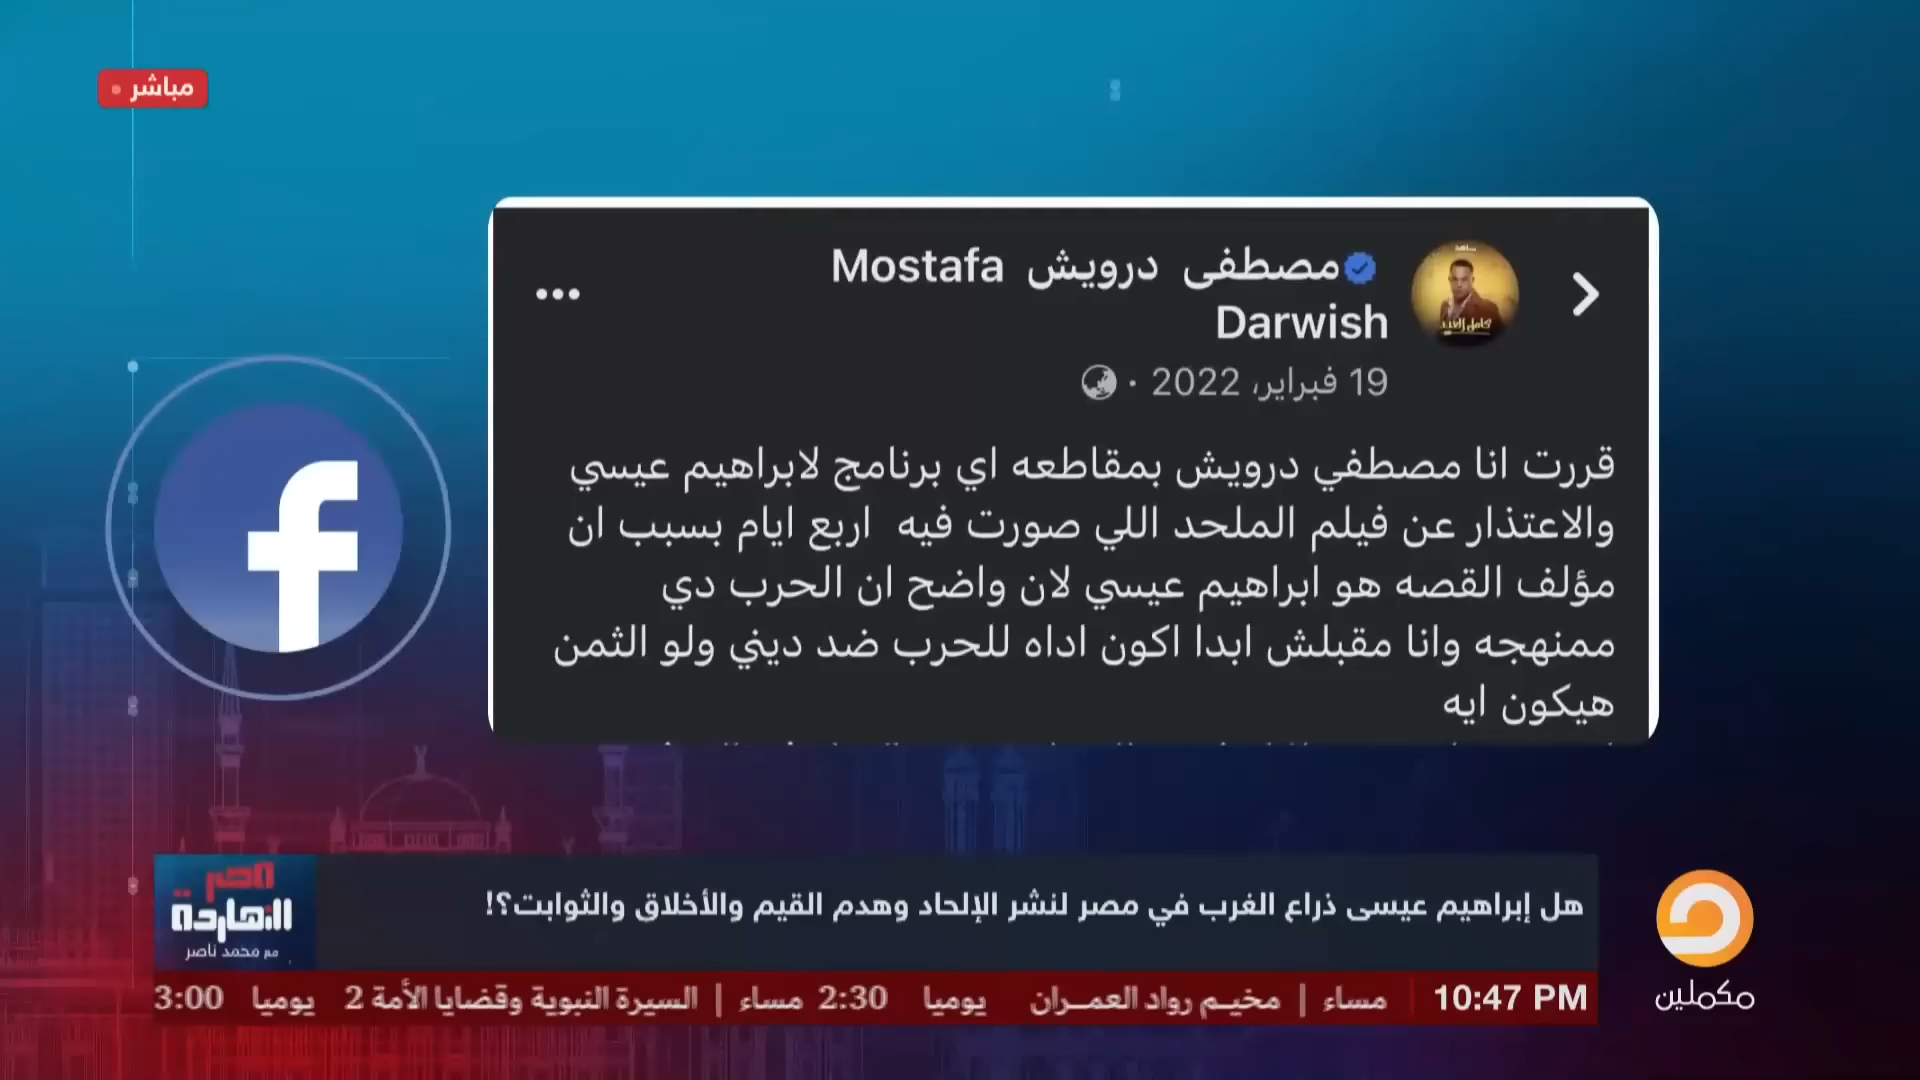 مباشر
مصطفى درويش Mostafa
Darwish
19 فبراير، 2022
قررت انا مصطفي درويش بمقاطعه اي برنامج لابراهيم عيسي
والاعتذار عن فيلم الملحد اللي صورت فيه اربع ايام بسبب ان
مؤلف القصه هو ابراهيم عيسي لان واضح ان الحرب دي
ممنهجه وانا مقبلش ابدا اكون اداه للحرب ضد ديني ولو الثمن
هيكون ايه
مصر
النهاردة
مع محمد ناصر
هل إبراهيم عيسى ذراع الغرب في مصر لنشر الإلحاد وهدم القيم والأخلاق والثوابت؟!
10:47 PM
مساء | مخيم رواد العمـــران يوميا 2:30 مساء | السيرة النبوية وقضايا الأمة 2 يوميا 3:00
مكملين